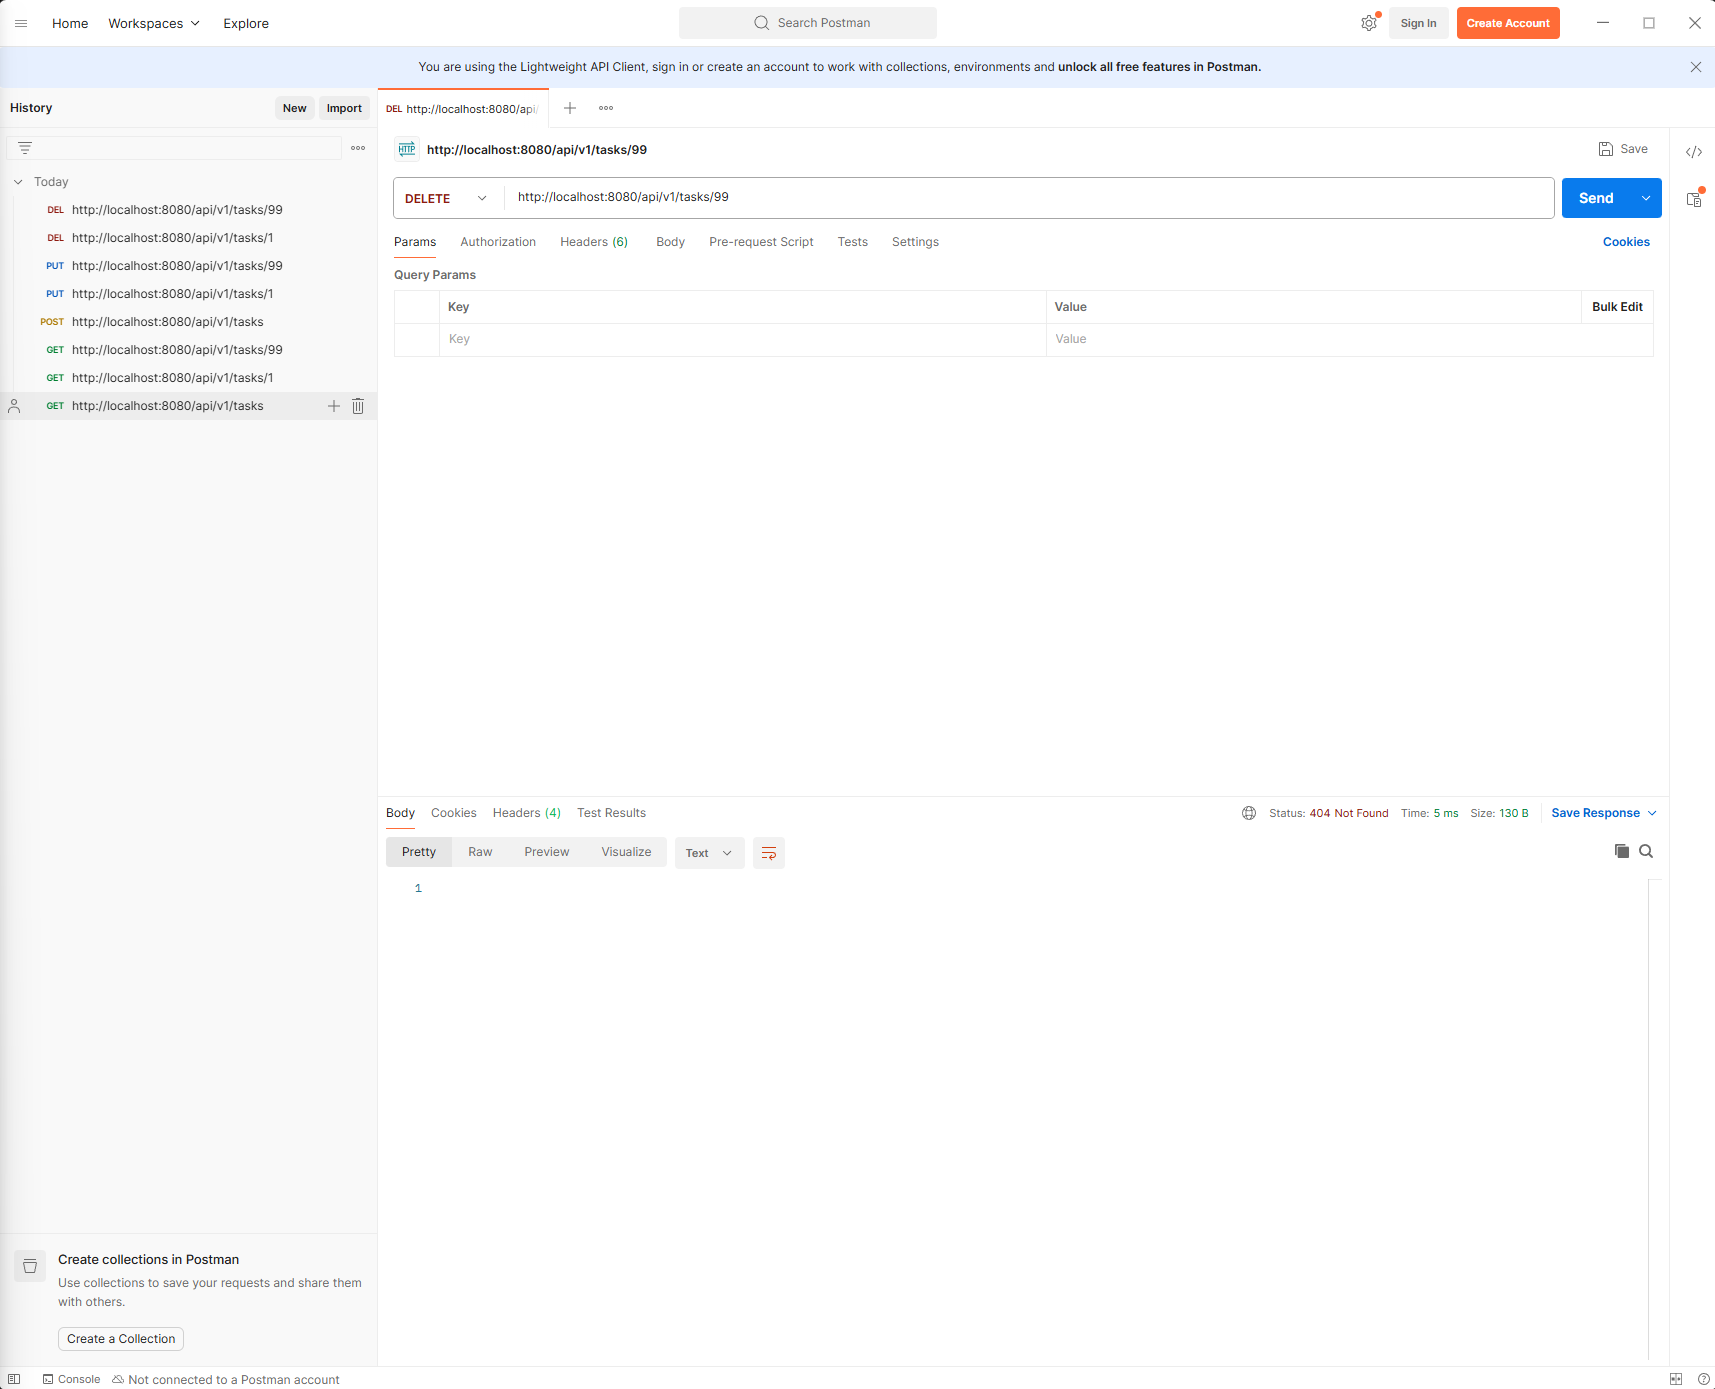 Home Workspaces Explore Search Postman Sign In Create Account
You are using the Lightweight API Client, sign in or create an account to work with collections, environments and unlock all free features in Postman.
History New Import
Today
DEL http://localhost:8080/api/v1/tasks/99
DEL http://localhost:8080/api/v1/tasks/1
PUT http://localhost:8080/api/v1/tasks/99
PUT http://localhost:8080/api/v1/tasks/1
POST http://localhost:8080/api/v1/tasks
GET http://localhost:8080/api/v1/tasks/99
GET http://localhost:8080/api/v1/tasks/1
GET http://localhost:8080/api/v1/tasks
Create collections in Postman
Use collections to save your requests and share them
with others.
Create a Collection
DEL http://localhost:8080/api/
HTTP http://localhost:8080/api/v1/tasks/99 Save
DELETE http://localhost:8080/api/v1/tasks/99 Send
Params Authorization Headers (6) Body Pre-request Script Tests Settings Cookies
Query Params
Key Value Bulk Edit
Key Value
Body Cookies Headers (4) Test Results Status: 404 Not Found Time: 5 ms Size: 130 B Save Response
Pretty Raw Preview Visualize Text
1
Console Not connected to a Postman account